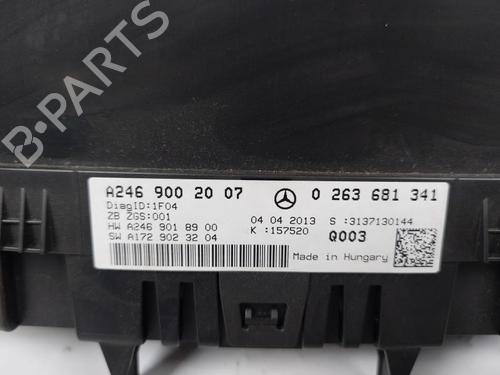 A246 900 20 07 0 263 681 341
DiagID:1F04
ZB ZGS:001 04 04 2013 S :3137130144
HW A246 901 89 00 K :157520 Q003
SW A172 902 32 04
Made in Hungary
B-PARTS